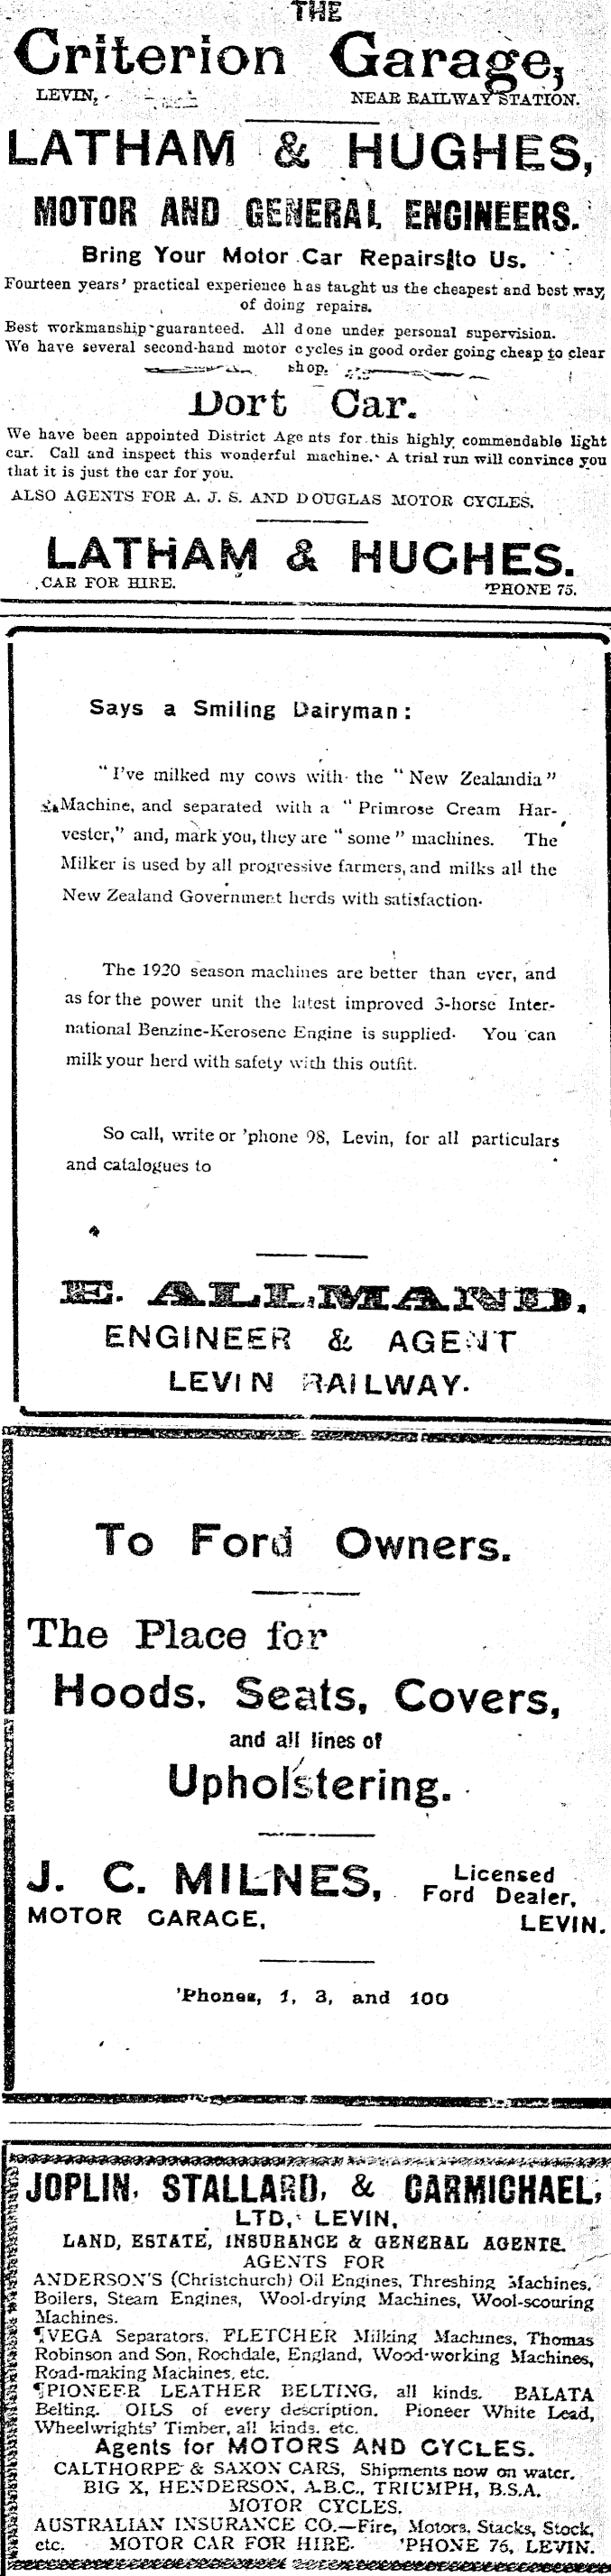 THE
Criterion Garage,
LEVIN, NEAR RAILWAY STATION.
LATHAM & HUGHES,
MOTOR AND GENERAL ENGINEERS.
Bring Your Motor Car Repairs to Us.
Fourteen years' practical experience has taught us the cheapest and best way
of doing repairs.
Best workmanship guaranteed. All done under personal supervision.
We have several second-hand motor cycles in good order going cheap to clear
shop.
Dort Car.
We have been appointed District Agents for this highly commendable light
car. Call and inspect this wonderful machine. A trial run will convince you
that it is just the car for you.
ALSO AGENTS FOR A. J. S. AND DOUGLAS MOTOR CYCLES.
LATHAM & HUGHES.
CAR FOR HIRE. 'PHONE 75.
Says a Smiling Dairyman:
"I've milked my cows with the "New Zealandia"
Machine, and separated with a "Primrose Cream Har-
vester," and, mark you, they are "some" machines. The
Milker is used by all progressive farmers, and milks all the
New Zealand Government herds with satisfaction.
The 1920 season machines are better than ever, and
as for the power unit the latest improved 3-horse Inter-
national Benzine-Kerosene Engine is supplied. You can
milk your herd with safety with this outfit.
So call, write or 'phone 98, Levin, for all particulars
and catalogues to
E. ALLMAND,
ENGINEER & AGENT
LEVIN RAILWAY.
To Ford Owners.
The Place for
Hoods, Seats, Covers,
and all lines of
Upholstering.
J. C. MILNES, Licensed
Ford Dealer,
MOTOR GARAGE, LEVIN.
'Phones, 1, 3, and 100
JOPLIN, STALLARD, & CARMICHAEL,
LTD., LEVIN,
LAND, ESTATE, INSURANCE & GENERAL AGENTS.
AGENTS FOR
ANDERSON'S (Christchurch) Oil Engines, Threshing Machines,
Boilers, Steam Engines, Wool-drying Machines, Wool-scouring
Machines.
¶VEGA Separators. FLETCHER Milking Machines, Thomas
Robinson and Son, Rochdale, England, Wood-working Machines,
Road-making Machines, etc.
¶PIONEER LEATHER BELTING, all kinds. BALATA
Belting. OILS of every description. Pioneer White Lead,
Wheelwrights' Timber, all kinds. etc.
Agents for MOTORS AND CYCLES.
CALTHORPE & SAXON CARS, Shipments now on water.
BIG X, HENDERSON, A.B.C., TRIUMPH, B.S.A.
MOTOR CYCLES.
AUSTRALIAN INSURANCE CO.—Fire, Motors, Stacks, Stock,
etc. MOTOR CAR FOR HIRE. 'PHONE 76, LEVIN.